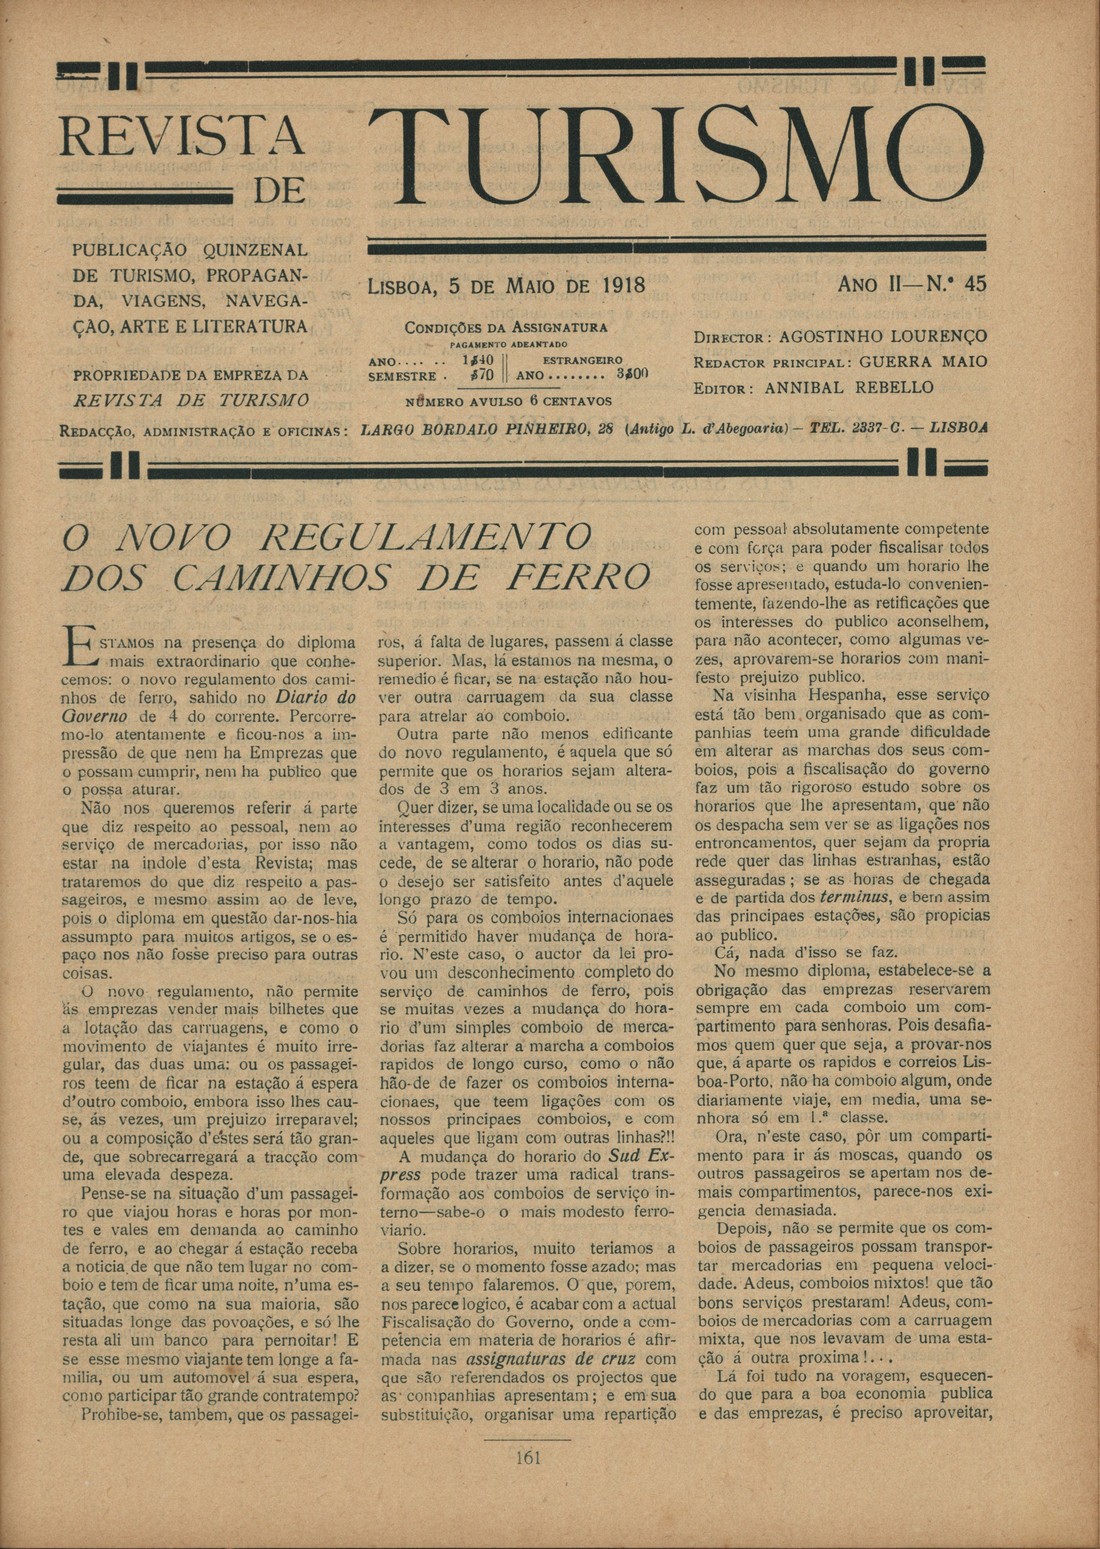 REVISTA
DE
TURISMO
PUBLICAÇÃO QUINZENAL
DE TURISMO, PROPAGAN-
DA, VIAGENS, NAVEGA-
ÇAO, ARTE E LITERATURA
PROPRIEDADE DA EMPREZA DA
REVISTA DE TURISMO
LISBOA, 5 DE MAIO DE 1918
ANO II—N.º 45
CONDIÇÕES DA ASSIGNATURA
PAGAMENTO ADEANTADO
ANO.... .. 1$40 || ESTRANGEIRO
SEMESTRE . $70 || ANO........ 3$00
NÚMERO AVULSO 6 CENTAVOS
DIRECTOR: AGOSTINHO LOURENÇO
REDACTOR PRINCIPAL: GUERRA MAIO
EDITOR: ANNIBAL REBELLO
REDACÇÃO, ADMINISTRAÇÃO E OFICINAS: LARGO BORDALO PINHEIRO, 28 (Antigo L. d'Abegoaria) — TEL. 2337-C. — LISBOA
O NOVO REGULAMENTO
DOS CAMINHOS DE FERRO
ESTAMOS na presença do diploma
mais extraordinario que conhe-
cemos: o novo regulamento dos cami-
nhos de ferro, sahido no Diario do
Governo de 4 do corrente. Percorre-
mo-lo atentamente e ficou-nos a im-
pressão de que nem ha Emprezas que
o possam cumprir, nem ha publico que
o possa aturar.
Não nos queremos referir á parte
que diz respeito ao pessoal, nem ao
serviço de mercadorias, por isso não
estar na indole d'esta Revista; mas
trataremos do que diz respeito a pas-
sageiros, e mesmo assim ao de leve,
pois o diploma em questão dar-nos-hia
assumpto para muitos artigos, se o es-
paço nos não fosse preciso para outras
coisas.
O novo regulamento, não permite
ás emprezas vender mais bilhetes que
a lotação das carruagens, e como o
movimento de viajantes é muito irre-
gular, das duas uma: ou os passagei-
ros teem de ficar na estação á espera
d'outro comboio, embora isso lhes cau-
se, ás vezes, um prejuizo irreparavel;
ou a composição d'estes será tão gran-
de, que sobrecarregará a tracção com
uma elevada despeza.
Pense-se na situação d'um passagei-
ro que viajou horas e horas por mon-
tes e vales em demanda ao caminho
de ferro, e ao chegar á estação receba
a noticia de que não tem lugar no com-
boio e tem de ficar uma noite, n'uma es-
tação, que como na sua maioria, são
situadas longe das povoações, e só lhe
resta ali um banco para pernoitar! E
se esse mesmo viajante tem longe a fa-
milia, ou um automovel á sua espera,
como participar tão grande contratempo?
Prohibe-se, tambem, que os passagei-
ros, á falta de lugares, passem á classe
superior. Mas, lá estamos na mesma, o
remedio é ficar, se na estação não hou-
ver outra carruagem da sua classe
para atrelar ao comboio.
Outra parte não menos edificante
do novo regulamento, é aquela que só
permite que os horarios sejam altera-
dos de 3 em 3 anos.
Quer dizer, se uma localidade ou se os
interesses d'uma região reconhecerem
a vantagem, como todos os dias su-
cede, de se alterar o horario, não pode
o desejo ser satisfeito antes d'aquele
longo prazo de tempo.
Só para os comboios internacionaes
é permitido haver mudança de hora-
rio. N'este caso, o auctor da lei pro-
vou um desconhecimento completo do
serviço de caminhos de ferro, pois
se muitas vezes a mudança do hora-
rio d'um simples comboio de merca-
dorias faz alterar a marcha a comboios
rapidos de longo curso, como o não
hão-de de fazer os comboios interna-
cionaes, que teem ligações com os
nossos principaes comboios, e com
aqueles que ligam com outras linhas?!!
A mudança do horario do Sud Ex-
press pode trazer uma radical trans-
formação aos comboios de serviço in-
terno—sabe-o o mais modesto ferro-
viario.
Sobre horarios, muito teriamos a
a dizer, se o momento fosse azado; mas
a seu tempo falaremos. O que, porem,
nos parece logico, é acabar com a actual
Fiscalisação do Governo, onde a com-
petencia em materia de horarios é afir-
mada nas assignaturas de cruz com
que são referendados os projectos que
as companhias apresentam; e em sua
substituição, organisar uma repartição
com pessoal absolutamente competente
e com força para poder fiscalisar todos
os serviços; e quando um horario lhe
fosse apresentado, estuda-lo convenien-
temente, fazendo-lhe as retificações que
os interesses do publico aconselhem,
para não acontecer, como algumas ve-
zes, aprovarem-se horarios com mani-
festo prejuizo publico.
Na visinha Hespanha, esse serviço
está tão bem organisado que as com-
panhias teem uma grande dificuldade
em alterar as marchas dos seus com-
boios, pois a fiscalisação do governo
faz um tão rigoroso estudo sobre os
horarios que lhe apresentam, que não
os despacha sem ver se as ligações nos
entroncamentos, quer sejam da propria
rede quer das linhas estranhas, estão
asseguradas; se as horas de chegada
e de partida dos terminus, e bem assim
das principaes estações, são propicias
ao publico.
Cá, nada d'isso se faz.
No mesmo diploma, estabelece-se a
obrigação das emprezas reservarem
sempre em cada comboio um com-
partimento para senhoras. Pois desafia-
mos quem quer que seja, a provar-nos
que, á aparte os rapidos e correios Lis-
boa-Porto, não ha comboio algum, onde
diariamente viaje, em media, uma se-
nhora só em 1.ª classe.
Ora, n'este caso, pôr um comparti-
mento para ir ás moscas, quando os
outros passageiros se apertam nos de-
mais compartimentos, parece-nos exi-
gencia demasiada.
Depois, não se permite que os com-
boios de passageiros possam transpor-
tar mercadorias em pequena veloci-
dade. Adeus, comboios mixtos! que tão
bons serviços prestaram! Adeus, com-
boios de mercadorias com a carruagem
mixta, que nos levavam de uma esta-
ção á outra proxima!...
Lá foi tudo na voragem, esquecen-
do que para a boa economia publica
e das emprezas, é preciso aproveitar,
161